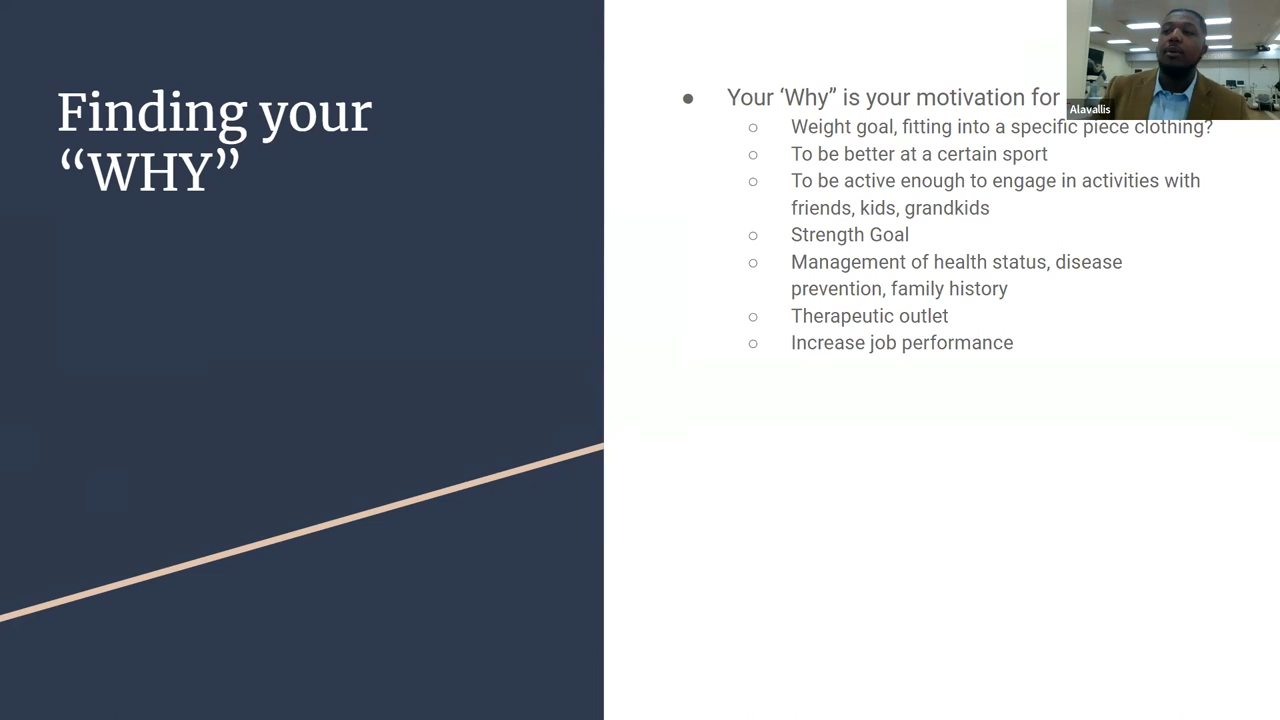 Finding your
“WHY”
● Your ‘Why” is your motivation for
○ Weight goal, fitting into a specific piece clothing?
○ To be better at a certain sport
○ To be active enough to engage in activities with
friends, kids, grandkids
○ Strength Goal
○ Management of health status, disease
prevention, family history
○ Therapeutic outlet
○ Increase job performance
Alavallis